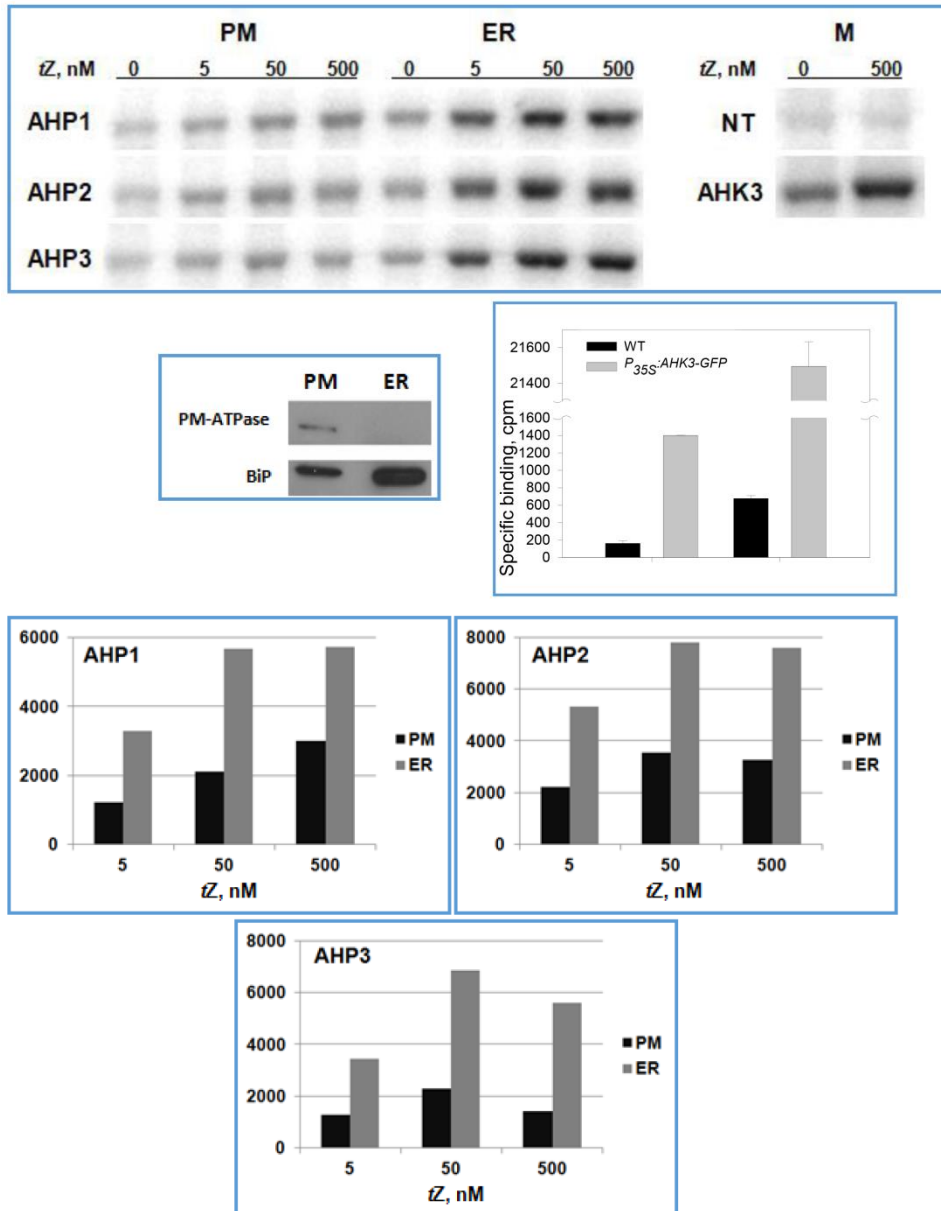 PM ER M
tZ, nM 0 5 50 500 0 5 50 500 tZ, nM 0 500
AHP1 NT
AHP2 AHK3
AHP3
PM ER
PM-ATPase
BiP
Specific binding, cpm
21600
21400
1600
1400
1200
1000
800
600
400
200
0
WT
P35S:AHK3-GFP
AHP1
6000
4000
2000
0
5 50 500
tZ, nM
PM
ER
AHP2
8000
6000
4000
2000
0
5 50 500
tZ, nM
PM
ER
AHP3
8000
6000
4000
2000
0
5 50 500
tZ, nM
PM
ER